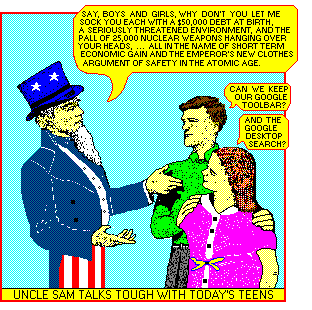 SAY, BOYS AND GIRLS, WHY DON'T YOU LET ME
SOCK YOU EACH WITH A $50,000 DEBT AT BIRTH,
A SERIOUSLY THREATENED ENVIRONMENT, AND THE
PALL OF 25,000 NUCLEAR WEAPONS HANGING OVER
YOUR HEADS, ... ALL IN THE NAME OF SHORT TERM
ECONOMIC GAIN AND THE EMPEROR'S NEW CLOTHES
ARGUMENT OF SAFETY IN THE ATOMIC AGE.
CAN WE KEEP
OUR GOOGLE
TOOLBAR?
AND THE
GOOGLE
DESKTOP
SEARCH?
UNCLE SAM TALKS TOUGH WITH TODAY'S TEENS